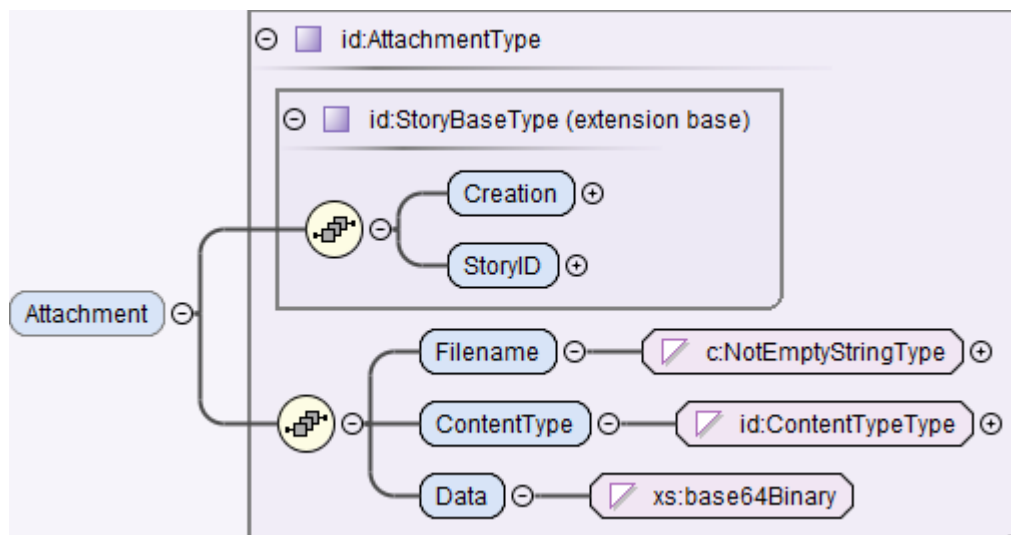 id:AttachmentType
id:StoryBaseType (extension base)
Creation
StoryID
Attachment
Filename
c:NotEmptyStringType
ContentType
id:ContentTypeType
Data
xs:base64Binary